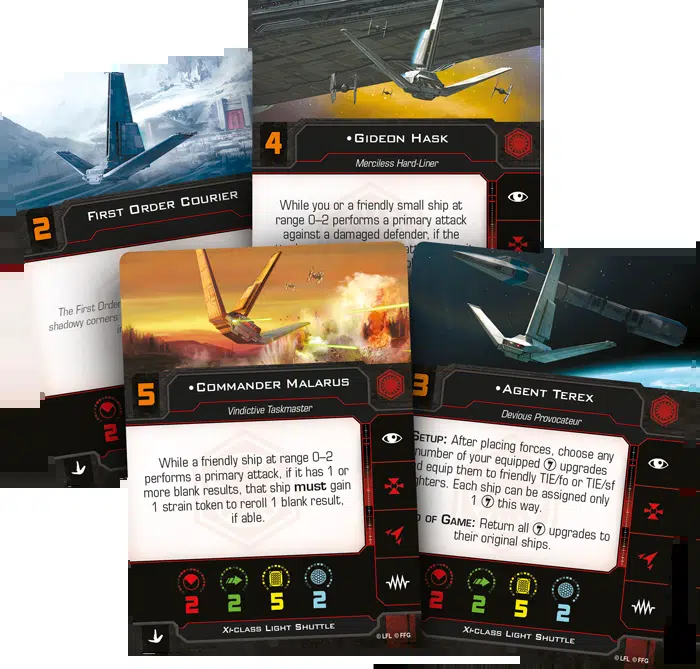 4
•GIDEON HASK
Merciless Hard-Liner
While you or a friendly small ship at
range 0–2 performs a primary attack
against a damaged defender, if the
2
FIRST ORDER COURIER
The First Order
shadowy corners
2
5
•COMMANDER MALARUS
Vindictive Taskmaster
While a friendly ship at range 0–2
performs a primary attack, if it has 1 or
more blank results, that ship must gain
1 strain token to reroll 1 blank result,
if able.
2 2 5 2
XI-CLASS LIGHT SHUTTLE
© LFL © FFG
3
•AGENT TEREX
Devious Provocateur
SETUP: After placing forces, choose any
number of your equipped upgrades
equip them to friendly TIE/fo or TIE/sf
Each ship can be assigned only
1 this way.
OF GAME: Return all upgrades to
their original ships.
2 2 5 2
XI-CLASS LIGHT SHUTTLE
© LFL © FFG